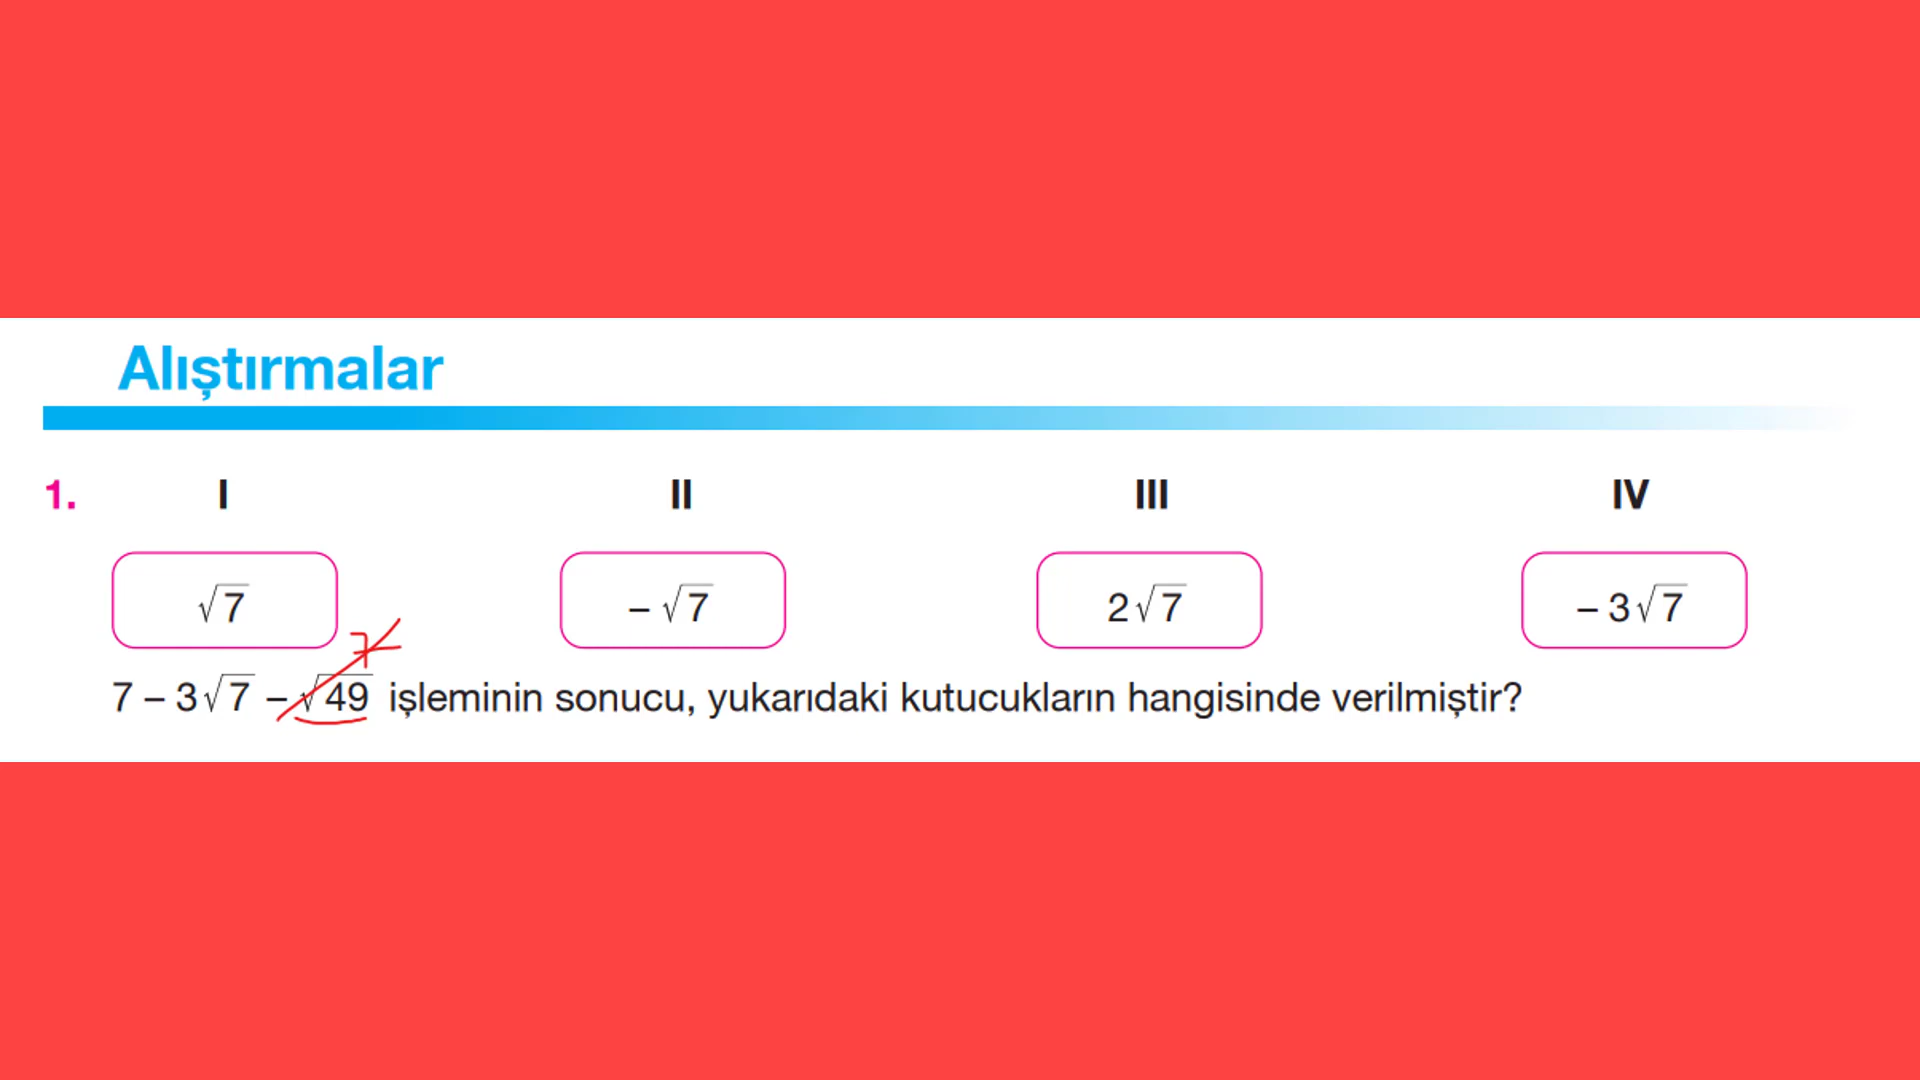 Alıştırmalar
1. I II III IV
√7 – √7 2√7 – 3√7
7
7 – 3√7 – √49 işleminin sonucu, yukarıdaki kutucukların hangisinde verilmiştir?